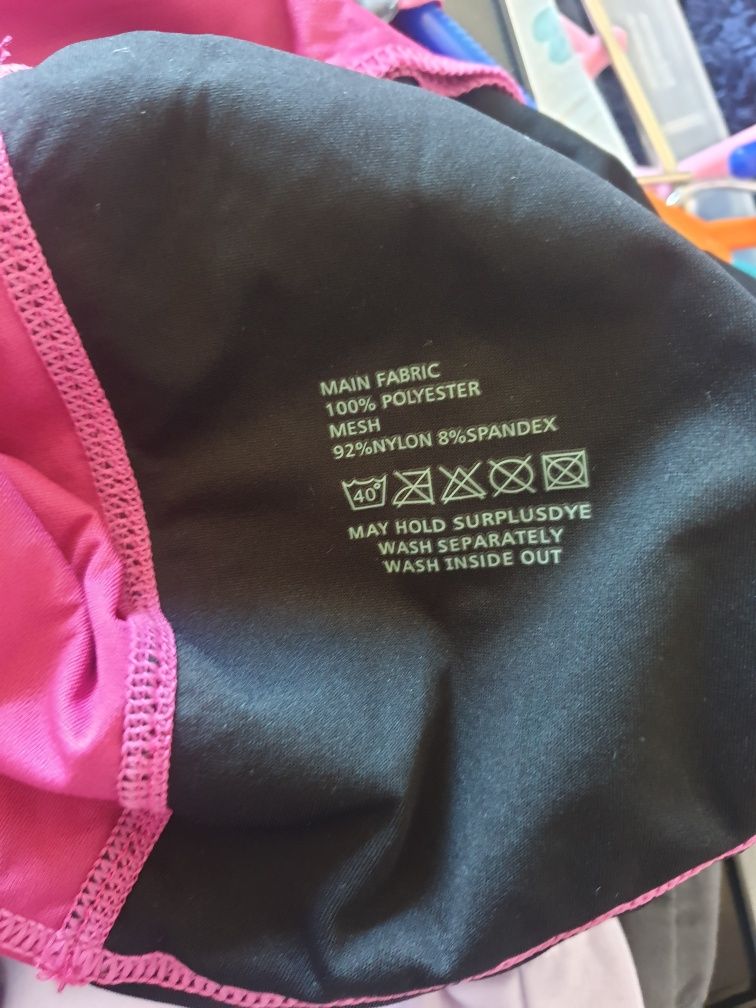 MAIN FABRIC
100% POLYESTER
MESH
92%NYLON 8%SPANDEX
40°
MAY HOLD SURPLUSDYE
WASH SEPARATELY
WASH INSIDE OUT